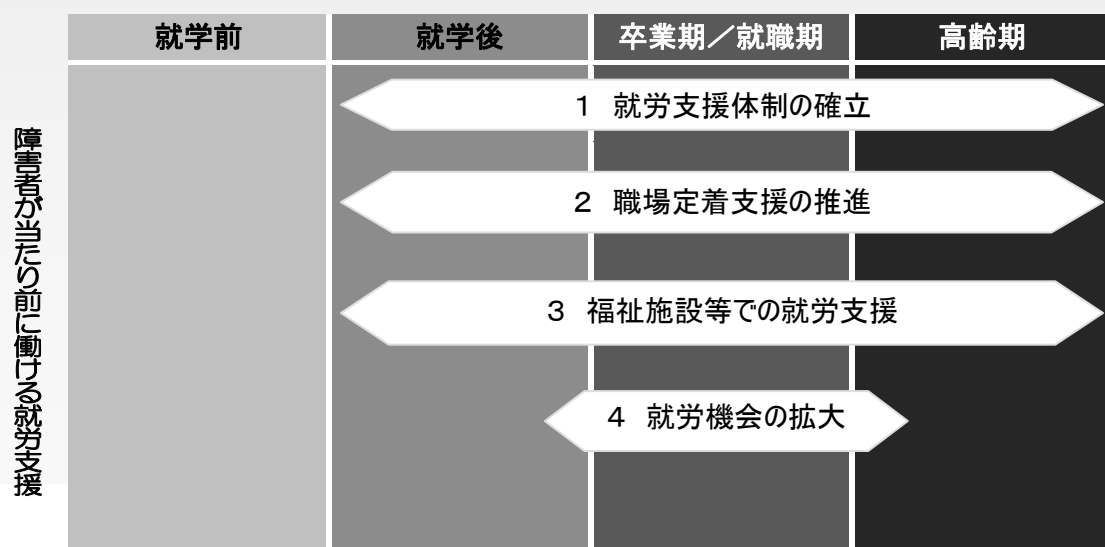 就学前
就学後
卒業期／就職期
高齢期
障害者が当たり前に働ける就労支援
１ 就労支援体制の確立
２ 職場定着支援の推進
３ 福祉施設等での就労支援
４ 就労機会の拡大